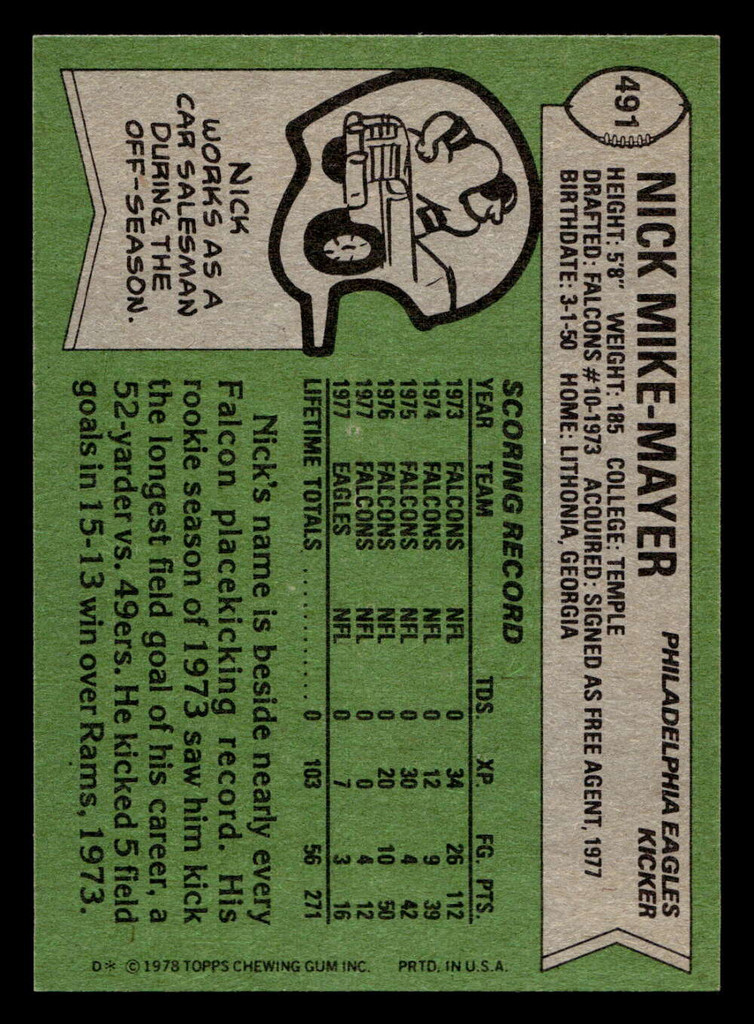 491
NICK MIKE-MAYER
PHILADELPHIA EAGLES
KICKER
HEIGHT: 5'8" WEIGHT: 185 COLLEGE: TEMPLE
DRAFTED: FALCONS #10-1973 ACQUIRED: SIGNED AS FREE AGENT, 1977
BIRTHDATE: 3-1-50 HOME: LITHONIA, GEORGIA
NICK
WORKS AS A
CAR SALESMAN
DURING THE
OFF-SEASON.
SCORING RECORD
YEAR TEAM TDS. XP. FG. PTS.
1973 FALCONS NFL 0 34 26 112
1974 FALCONS NFL 0 12 9 39
1975 FALCONS NFL 0 30 4 42
1976 FALCONS NFL 0 20 10 50
1977 FALCONS NFL 0 0 4 12
1977 EAGLES NFL 0 7 3 16
LIFETIME TOTALS ........... 0 103 56 271
Nick's name is beside nearly every
Falcon placekicking record. His
rookie season of 1973 saw him kick
the longest field goal of his career, a
52-yarder vs. 49ers. He kicked 5 field
goals in 15-13 win over Rams, 1973.
D* © 1978 TOPPS CHEWING GUM INC. PRTD. IN U.S.A.